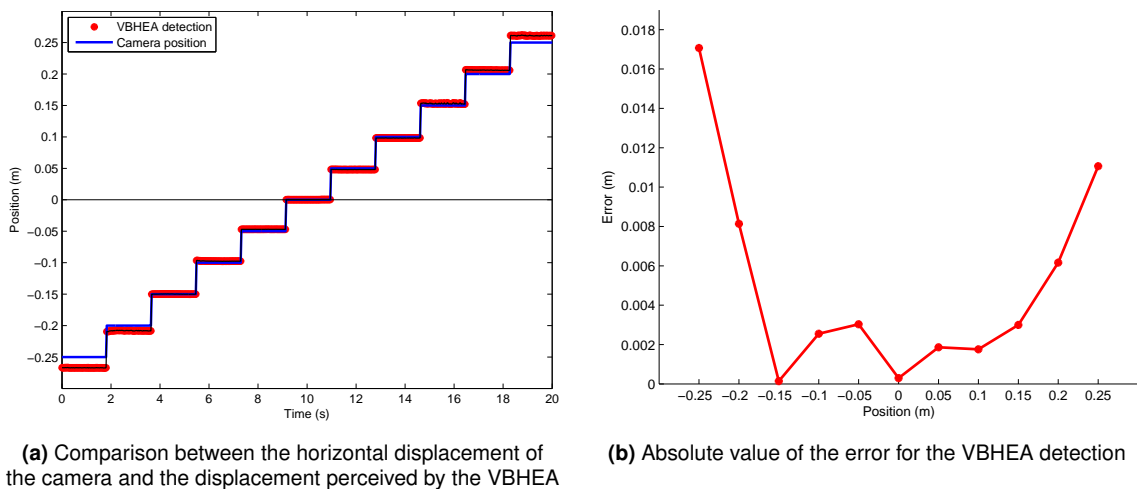 VBHEA detection
Camera position
0.25
0.2
0.15
0.1
0.05
0
−0.05
−0.1
−0.15
−0.2
−0.25
Position (m)
0 2 4 6 8 10 12 14 16 18 20
Time (s)
0.018
0.016
0.014
0.012
0.01
0.008
0.006
0.004
0.002
0
Error (m)
−0.25 −0.2 −0.15 −0.1 −0.05 0 0.05 0.1 0.15 0.2 0.25
Position (m)
(a) Comparison between the horizontal displacement of
the camera and the displacement perceived by the VBHEA
(b) Absolute value of the error for the VBHEA detection